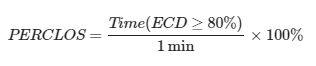 PERCLOS = Time(ECD ≥ 80%) / 1 min × 100%